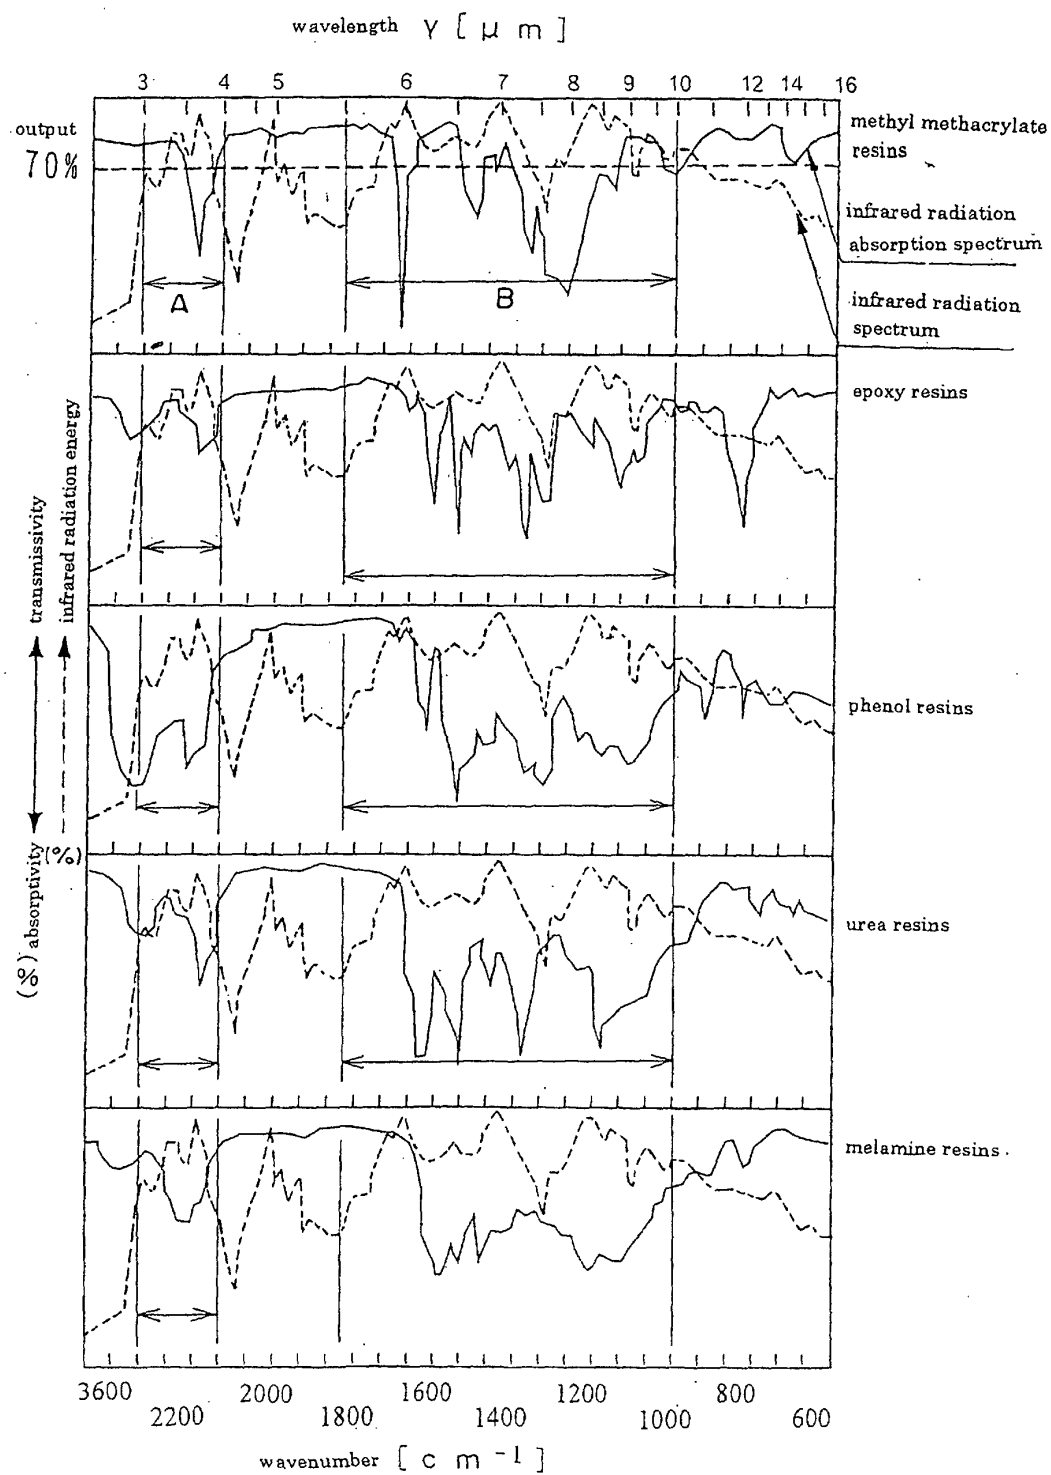 wavelength γ [ μ m ]
3 4 5 6 7 8 9 10 12 14 16
output
70%
methyl methacrylate
resins
infrared radiation
absorption spectrum
infrared radiation
spectrum
A
B
epoxy resins
transmissivity
infrared radiation energy
phenol resins
(%) absorptivity
(%)
urea resins
melamine resins
3600 2000 1600 1200 800
2200 1800 1400 1000 600
wavenumber [ c m -1 ]